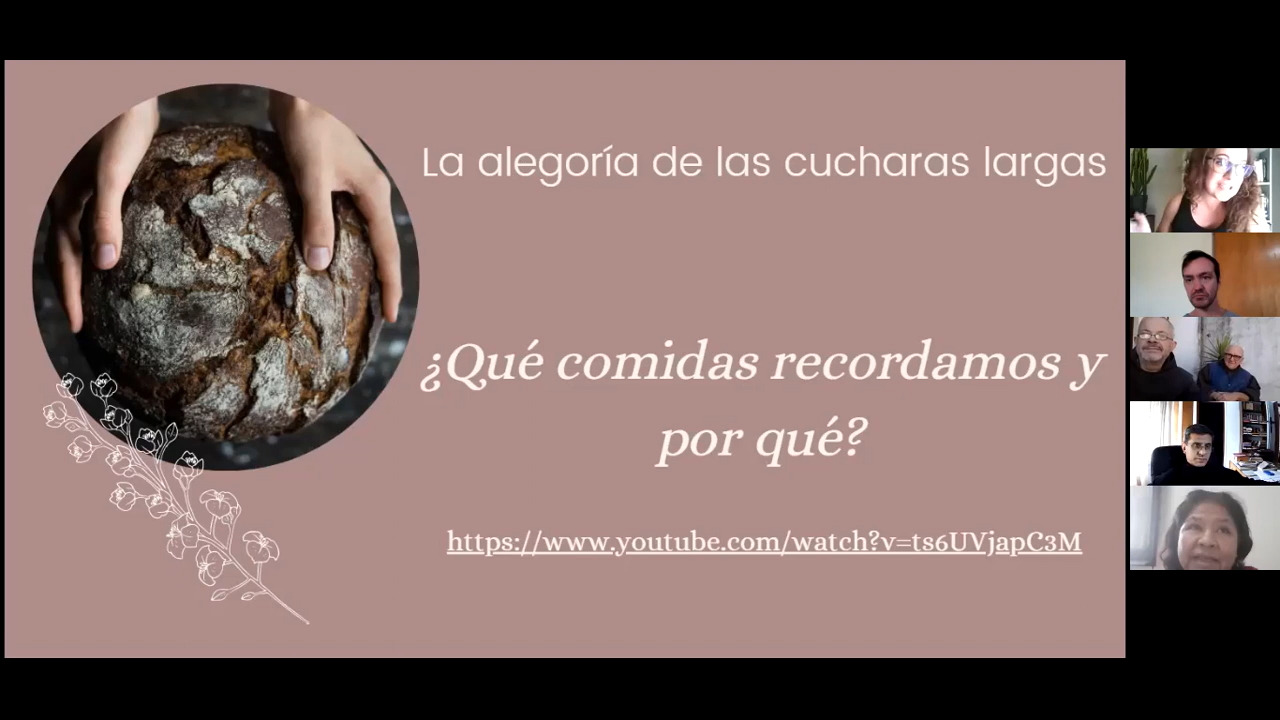 La alegoría de las cucharas largas
¿Qué comidas recordamos y
por qué?
https://www.youtube.com/watch?v=ts6UVjapC3M